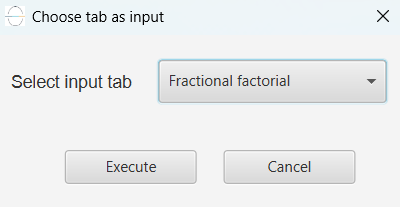 Choose tab as input
Select input tab Fractional factorial
Execute Cancel